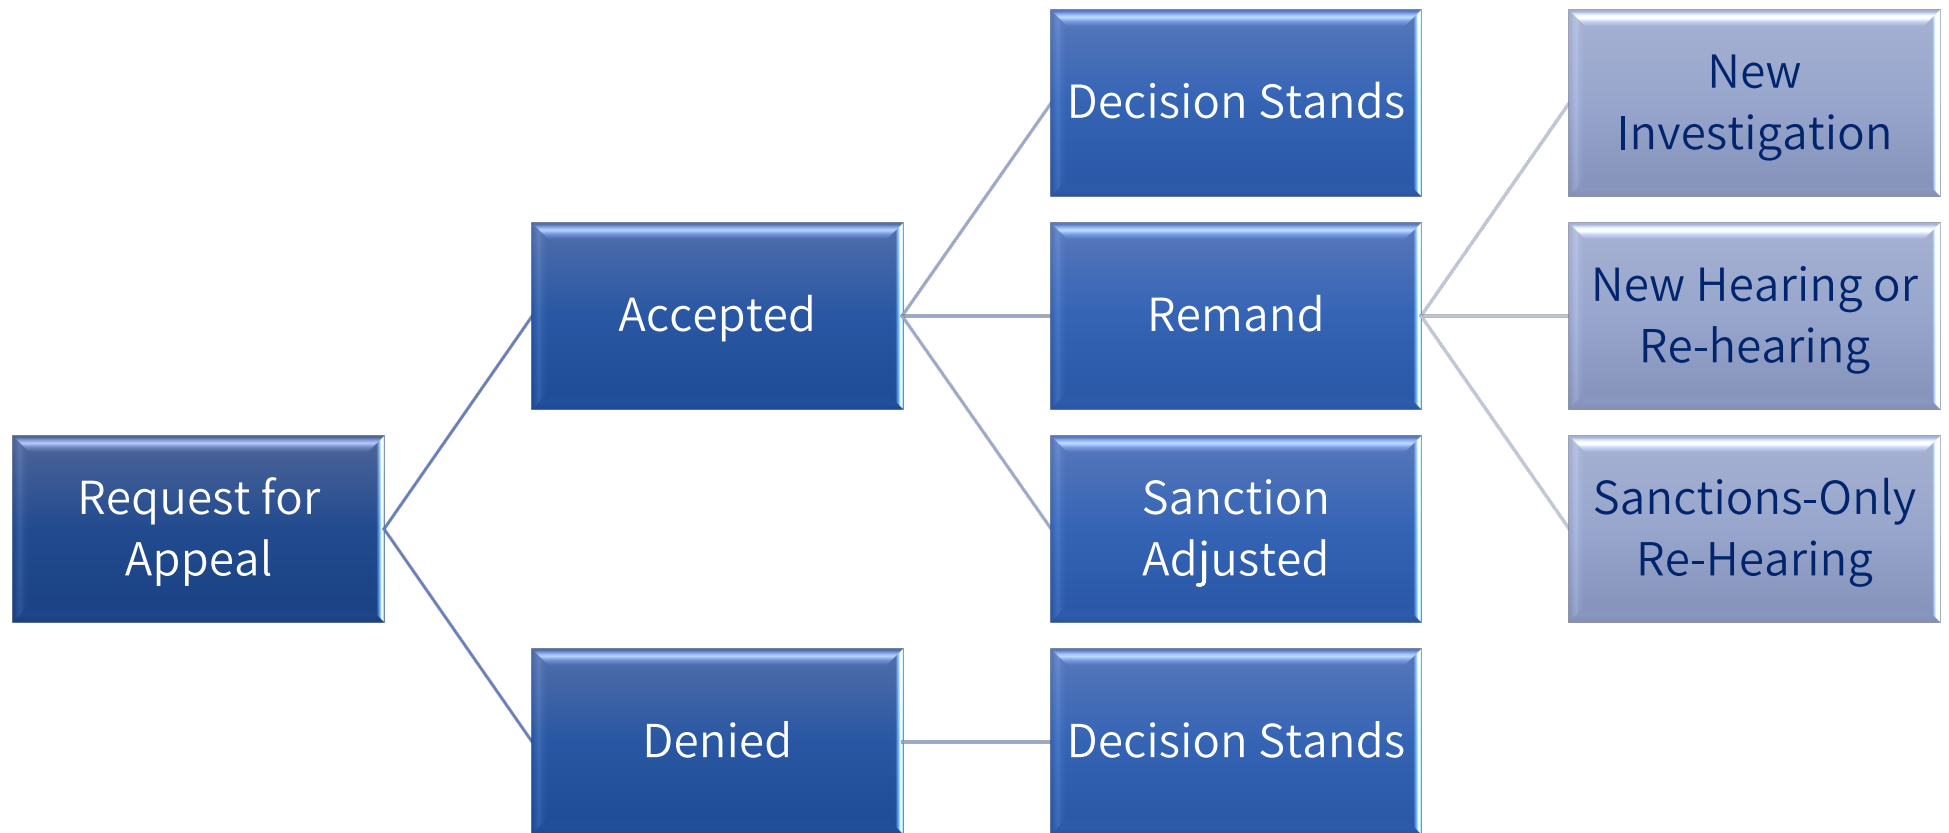 Request for
Appeal
Accepted
Decision Stands
Remand
New
Investigation
New Hearing or
Re-hearing
Sanctions-Only
Re-Hearing
Sanction
Adjusted
Denied
Decision Stands